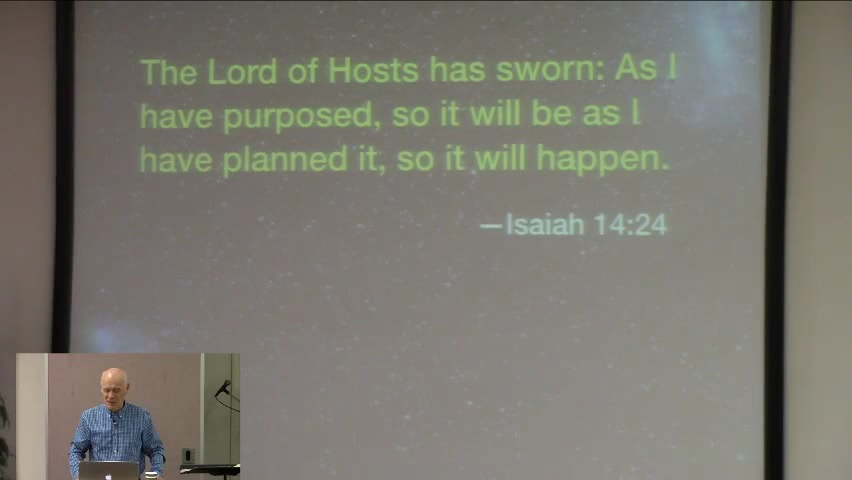 The Lord of Hosts has sworn: As I
have purposed, so it will be as I
have planned it, so it will happen.
—Isaiah 14:24